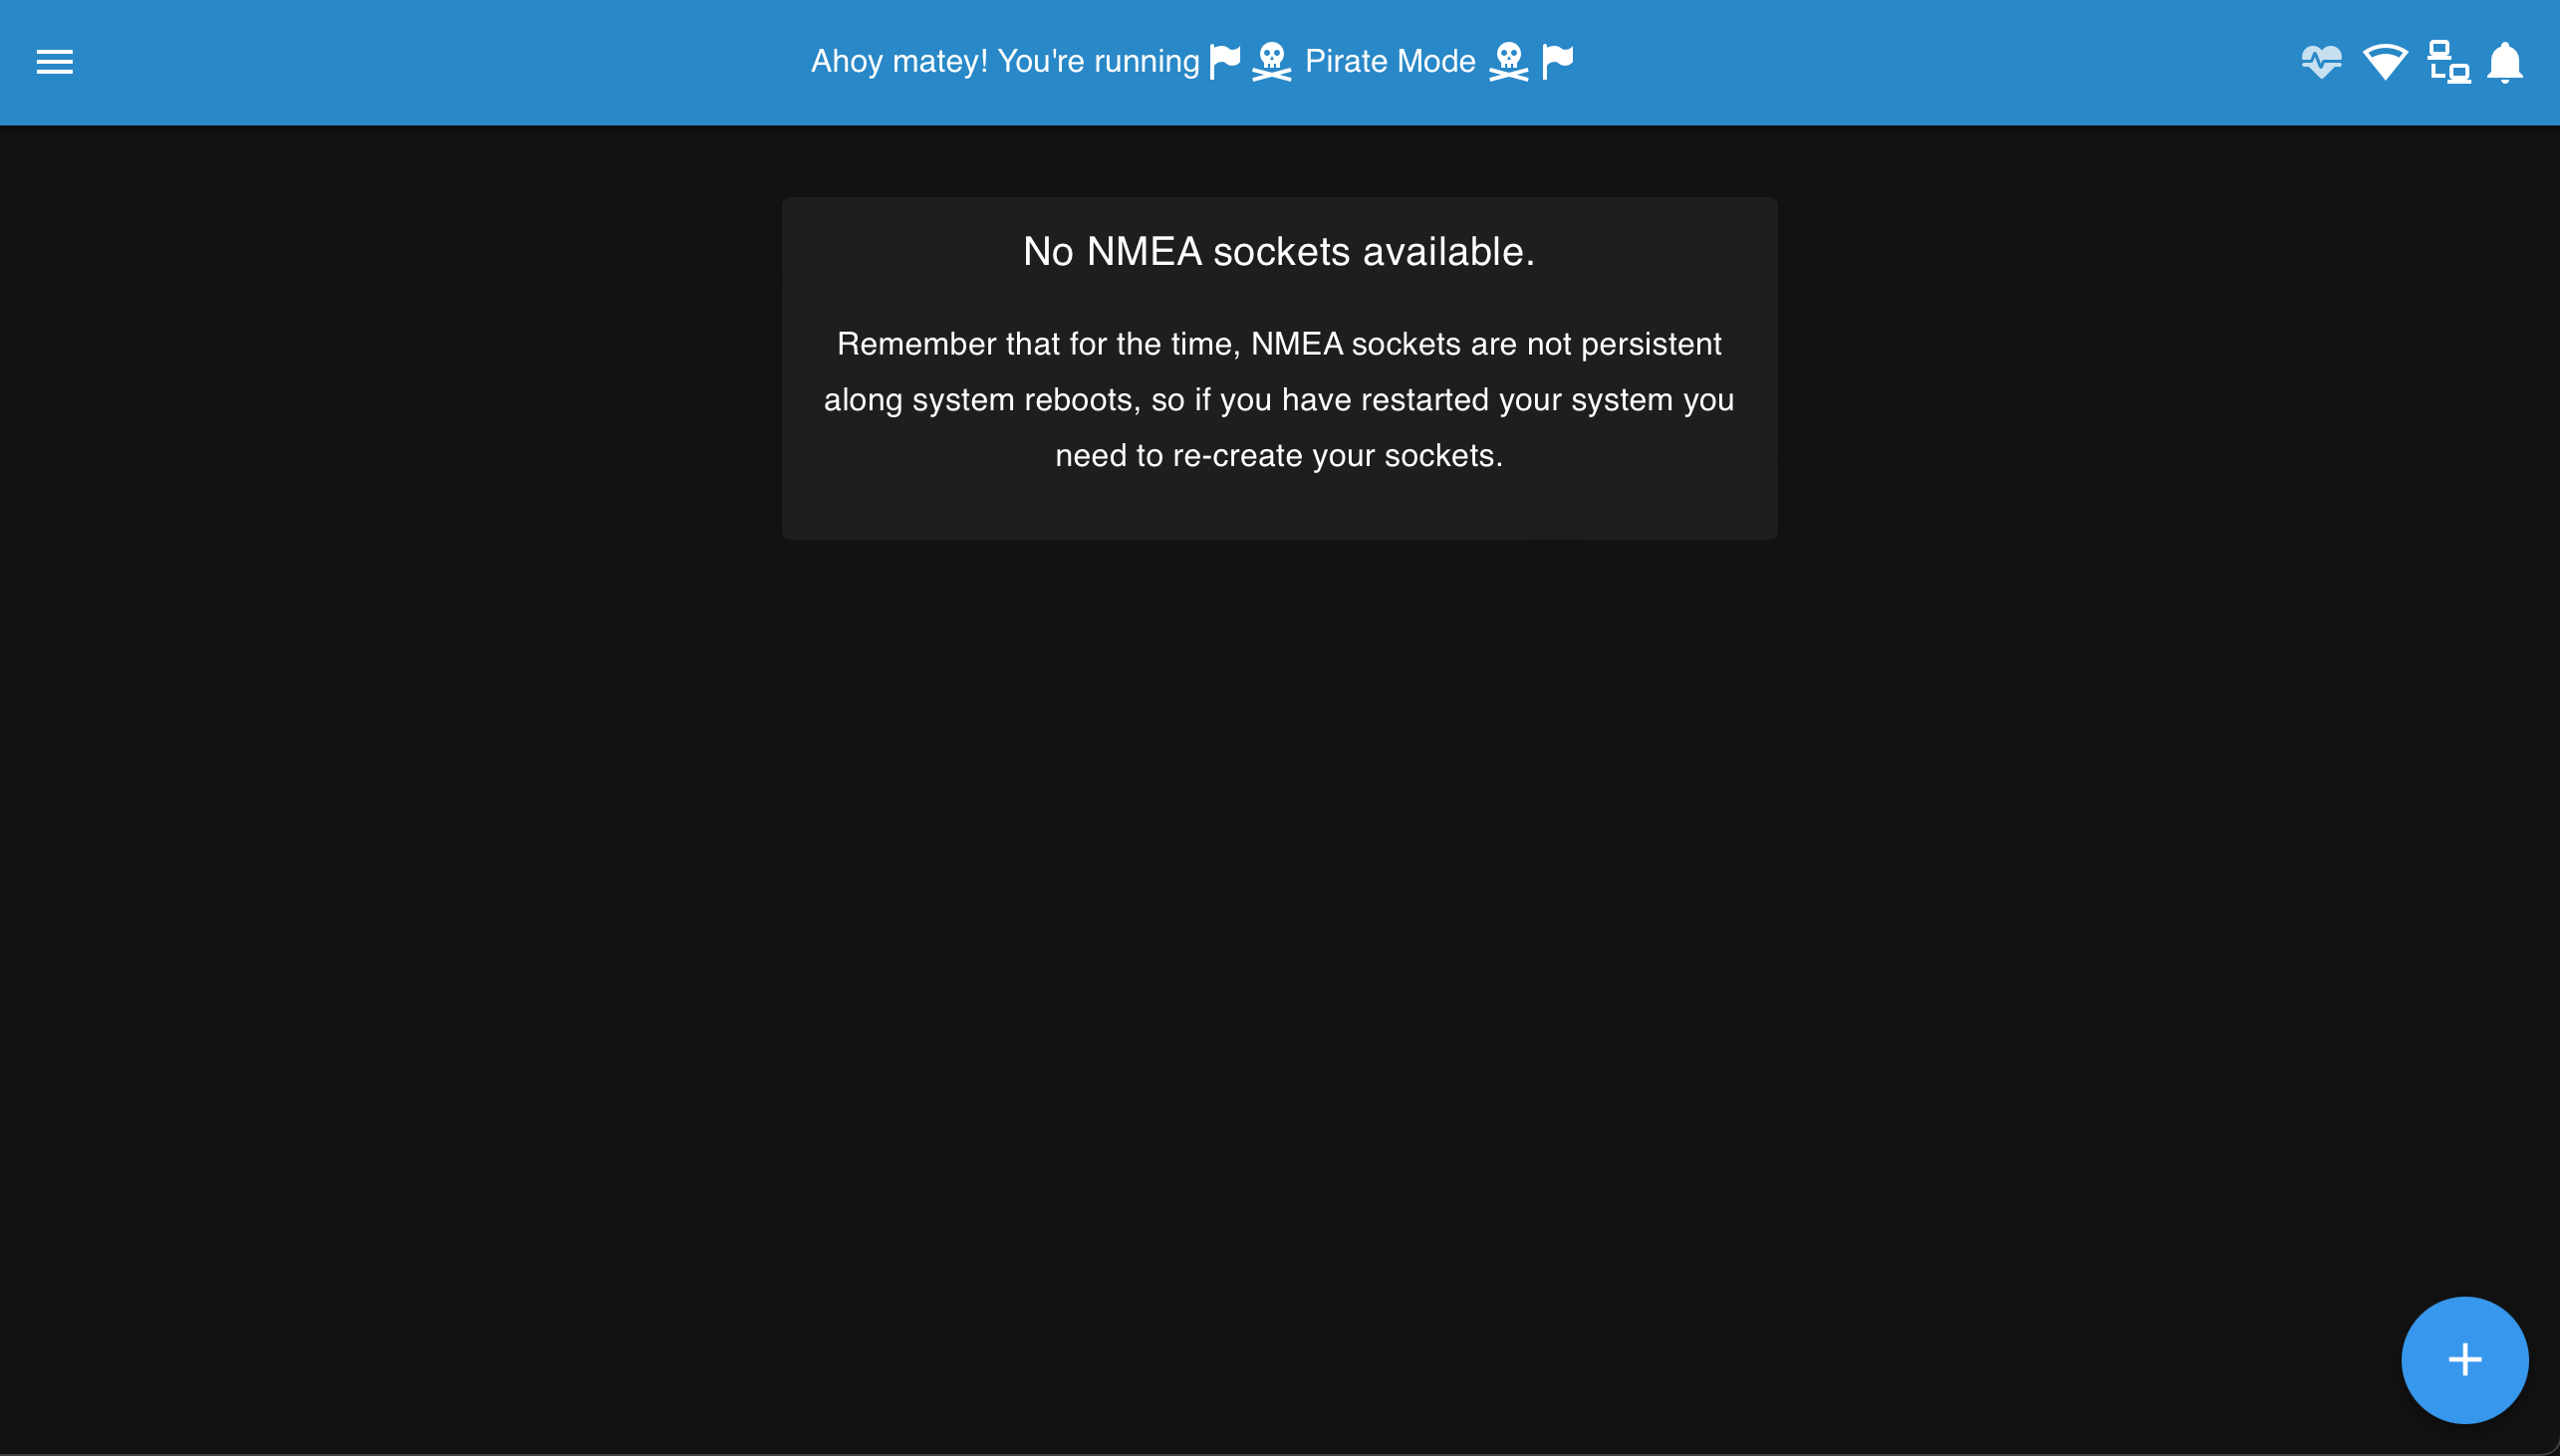 Ahoy matey! You're running Pirate Mode
No NMEA sockets available.
Remember that for the time, NMEA sockets are not persistent
along system reboots, so if you have restarted your system you
need to re-create your sockets.